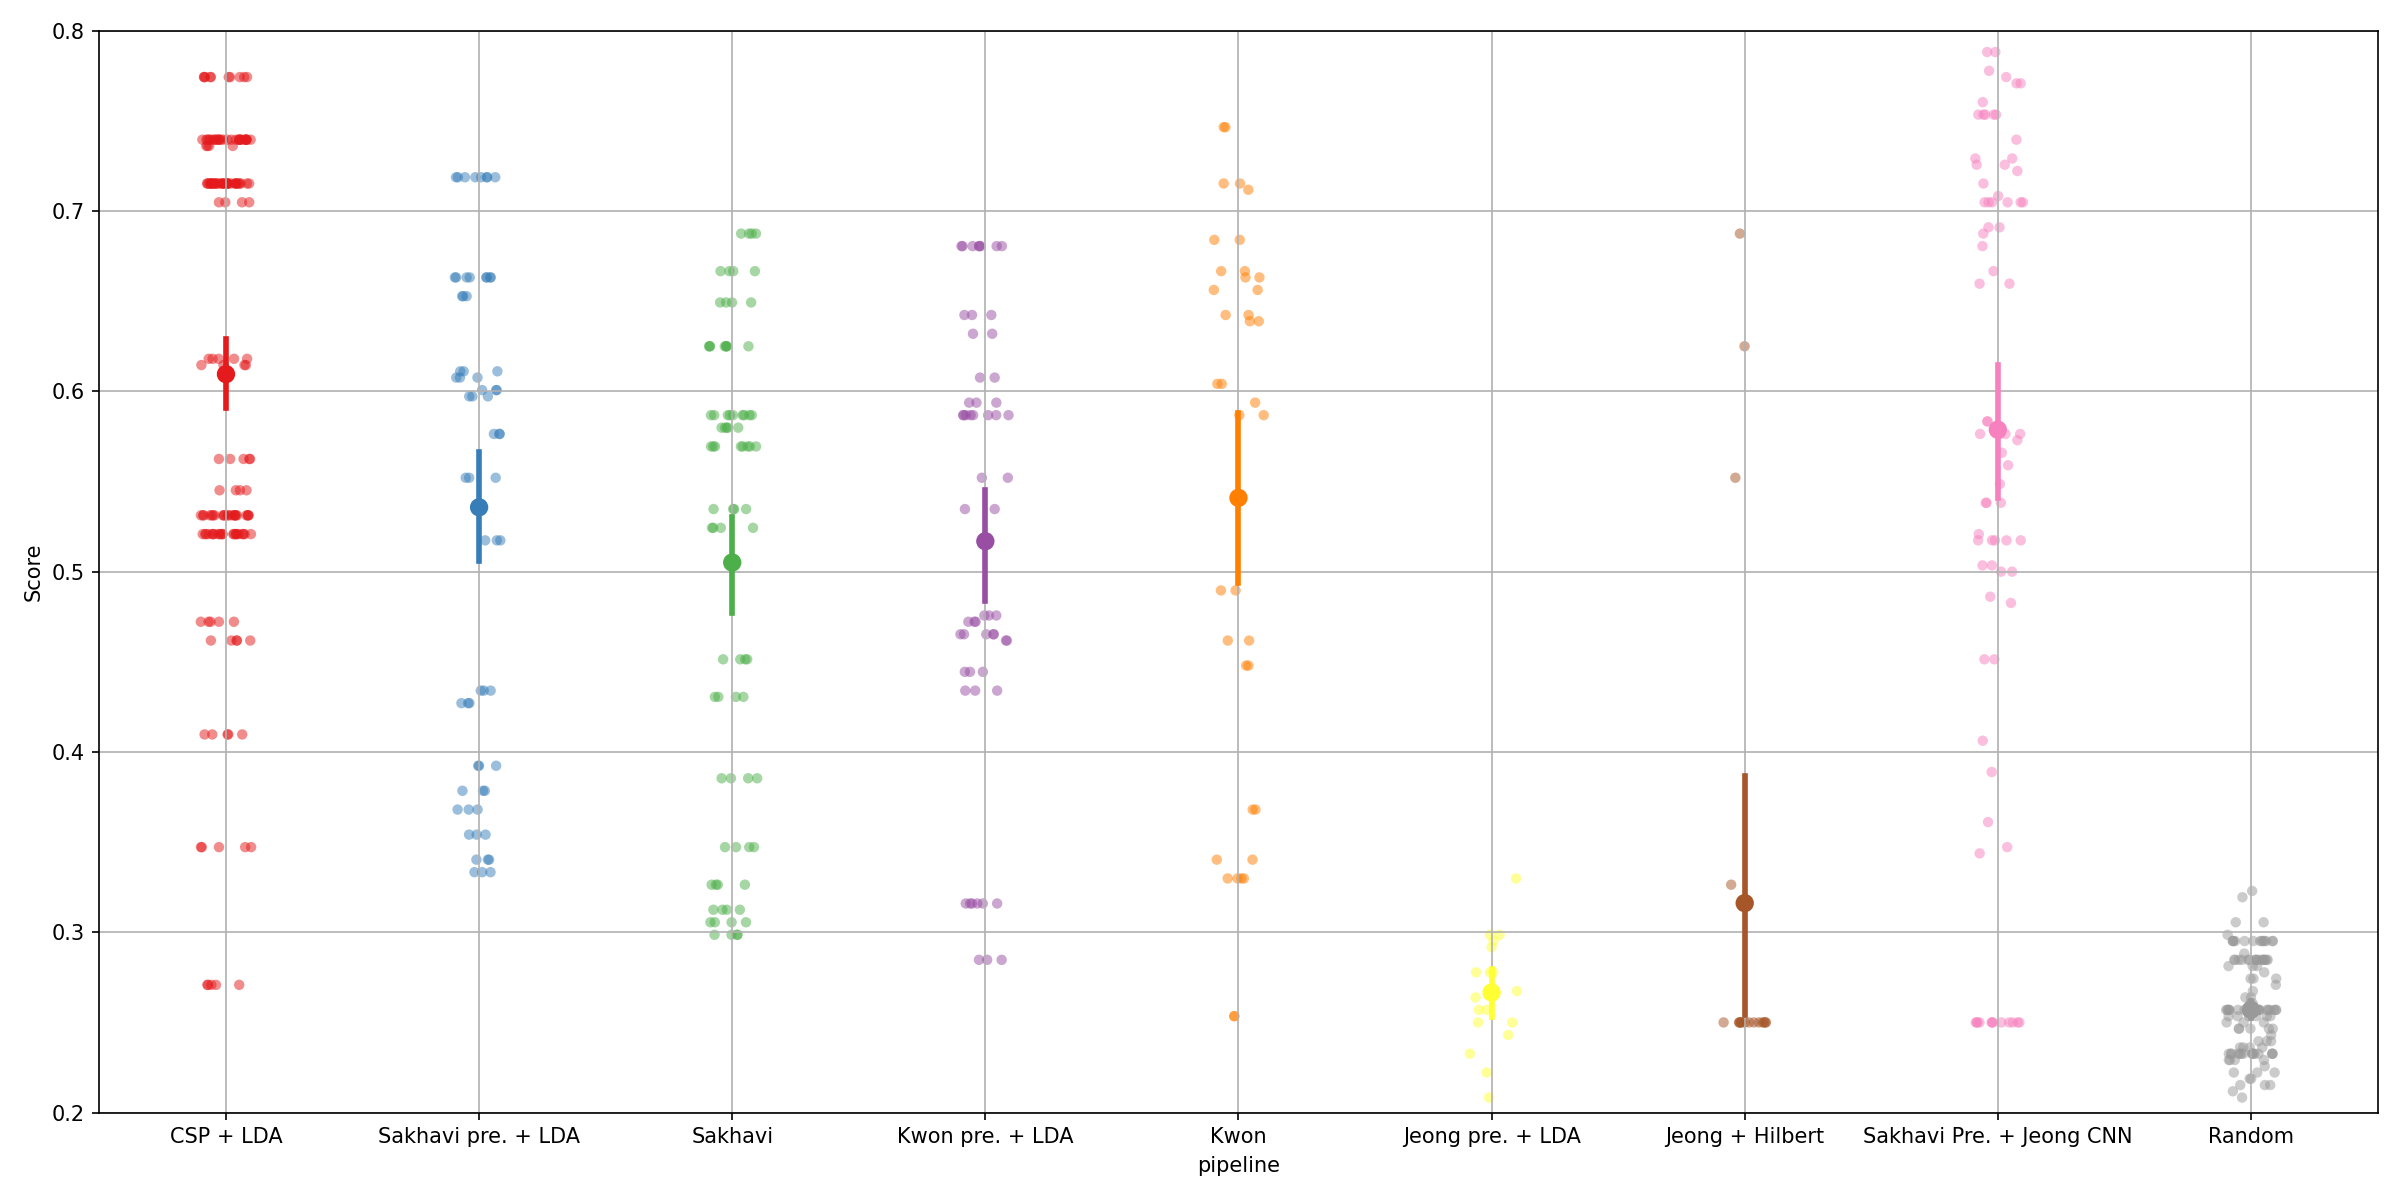 0.8
0.7
0.6
0.5
0.4
0.3
0.2
Score
CSP + LDA
Sakhavi pre. + LDA
Sakhavi
Kwon pre. + LDA
Kwon
Jeong pre. + LDA
Jeong + Hilbert
Sakhavi Pre. + Jeong CNN
Random
pipeline